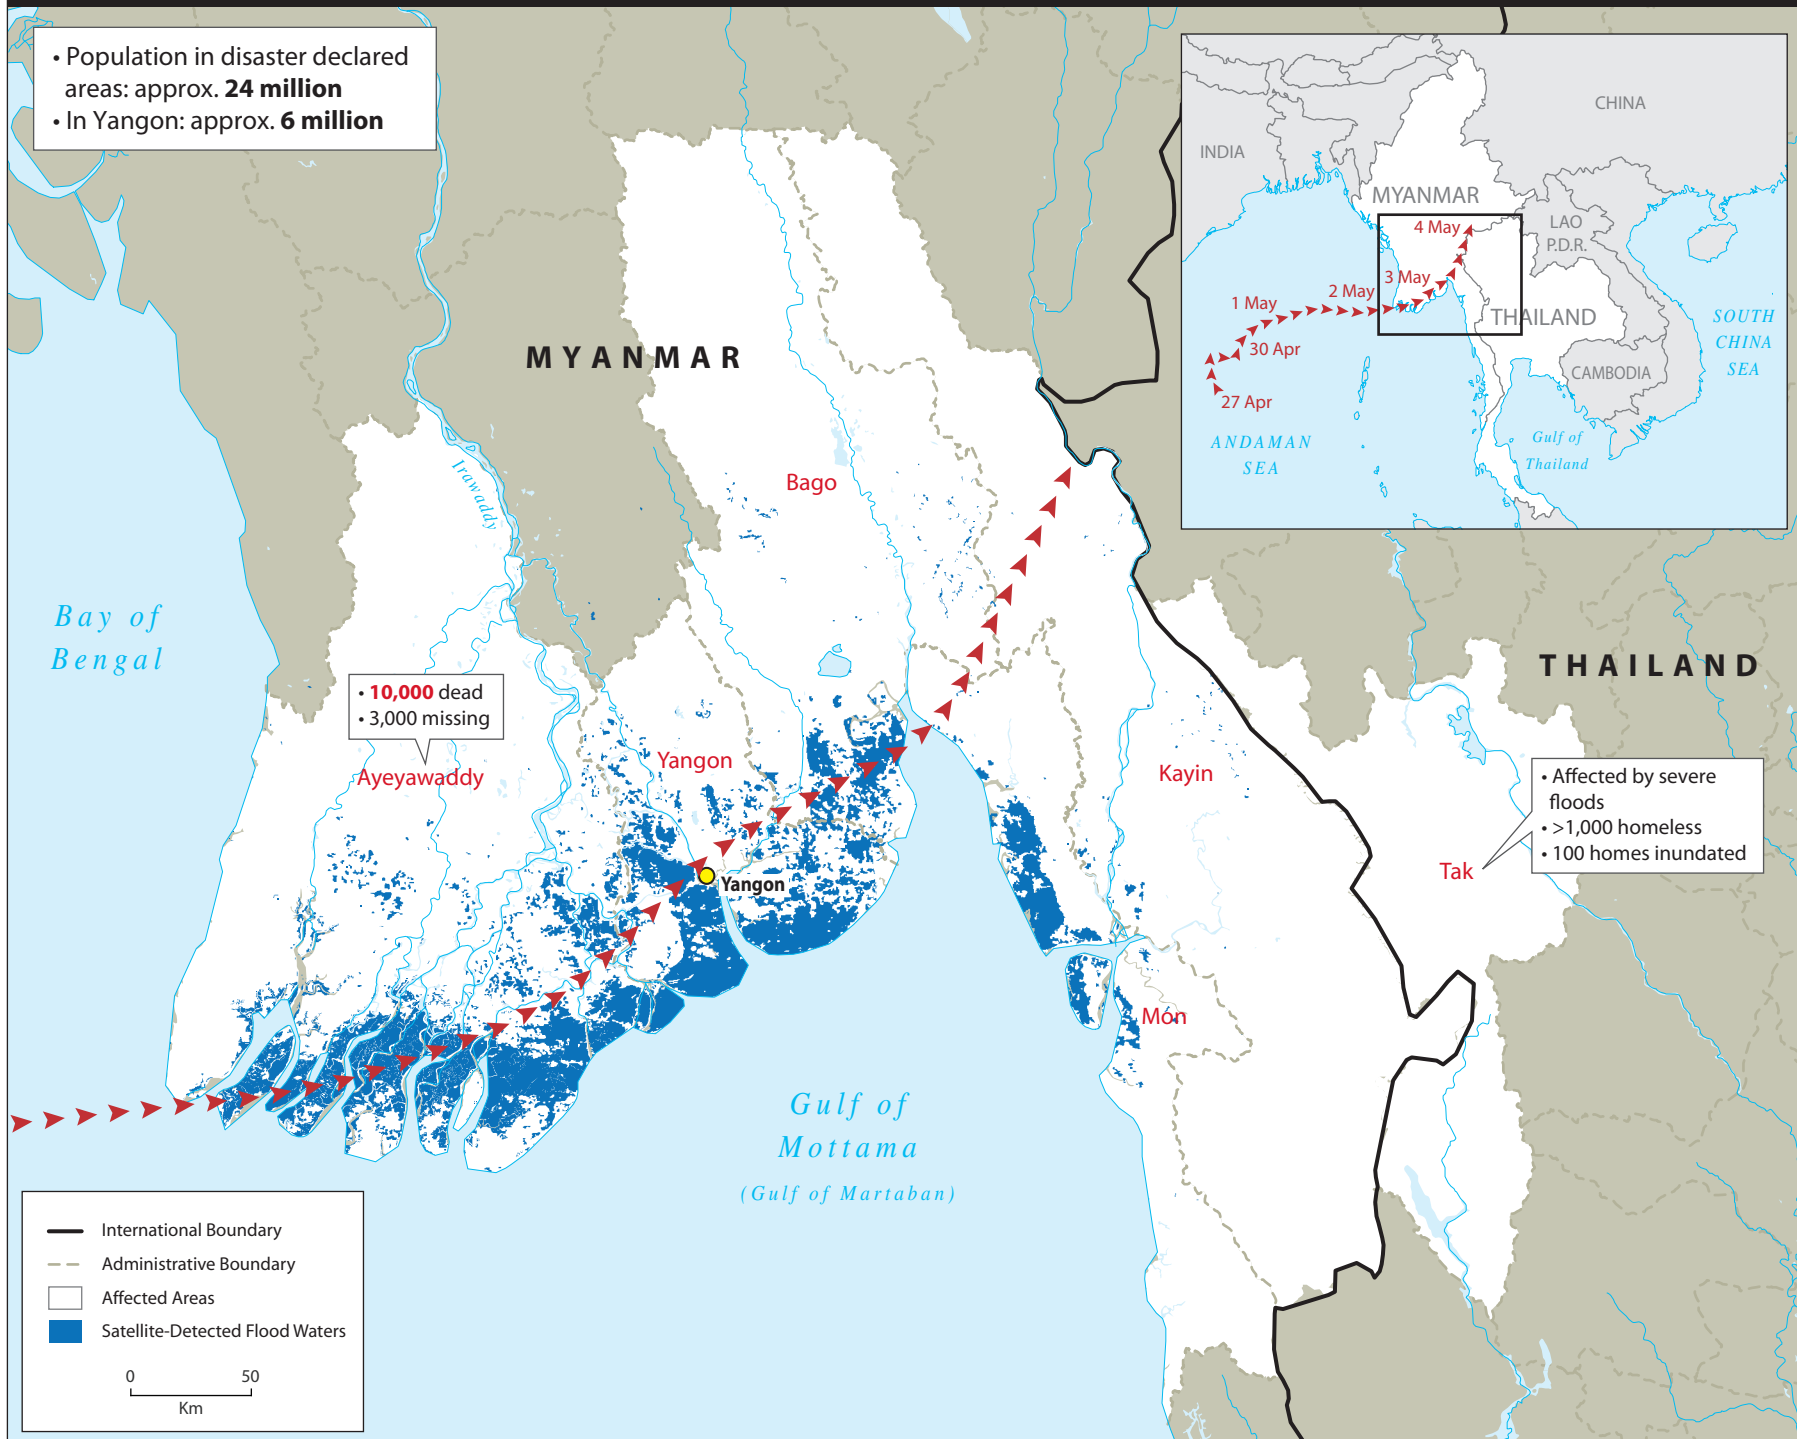 • Population in disaster declared
areas: approx. 24 million
• In Yangon: approx. 6 million
CHINA
INDIA
MYANMAR
LAO
P.D.R.
4 May
3 May
2 May
1 May
30 Apr
27 Apr
THAILAND
CAMBODIA
SOUTH
CHINA
SEA
ANDAMAN
SEA
Gulf of
Thailand
MYANMAR
Irawaddy
Bago
Bay of
Bengal
THAILAND
• 10,000 dead
• 3,000 missing
Ayeyawaddy
Yangon
Kayin
• Affected by severe
floods
• >1,000 homeless
• 100 homes inundated
Tak
Yangon
Món
Gulf of
Mottama
(Gulf of Martaban)
International Boundary
Administrative Boundary
Affected Areas
Satellite-Detected Flood Waters
0 50
Km